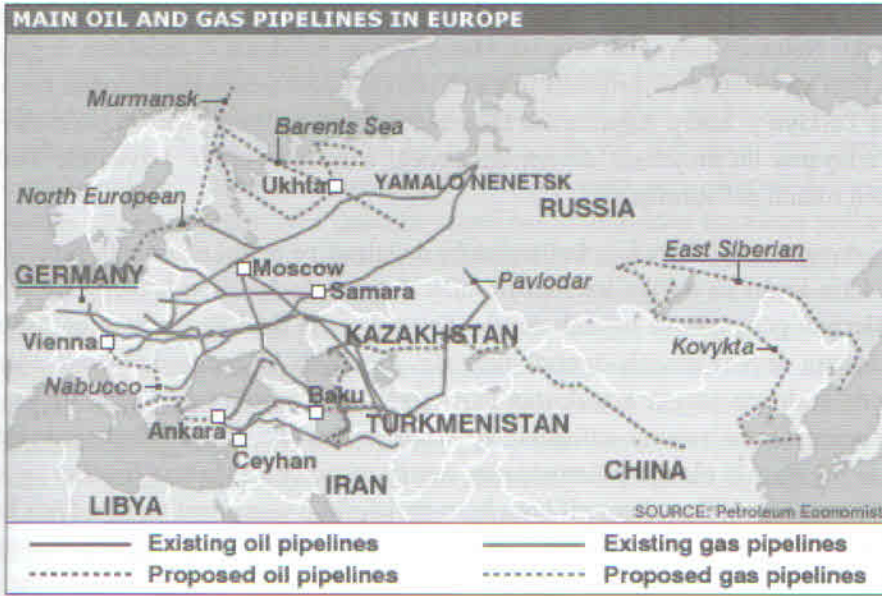 MAIN OIL AND GAS PIPELINES IN EUROPE
Murmansk
Barents Sea
Ukhta
YAMALO NENETSK
North European
RUSSIA
East Siberian
GERMANY
Moscow
Pavlodar
Samara
Vienna
KAZAKHSTAN
Kovykta
Nabucco
Baku
Ankara
TURKMENISTAN
Ceyhan
CHINA
IRAN
LIBYA
SOURCE: Petroleum Economist
Existing oil pipelines
Existing gas pipelines
Proposed oil pipelines
Proposed gas pipelines